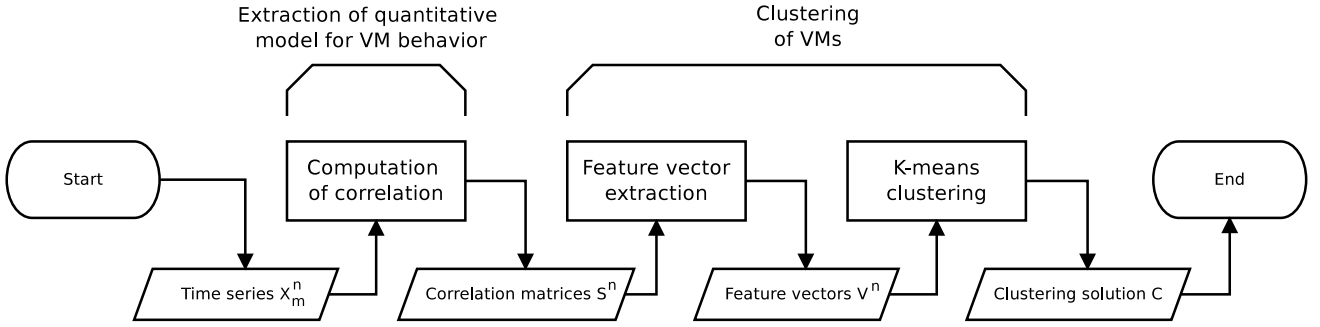 Extraction of quantitative
model for VM behavior
Clustering
of VMs
Start
Computation
of correlation
Feature vector
extraction
K-means
clustering
End
Time series X_m^n
Correlation matrices S^n
Feature vectors V^n
Clustering solution C